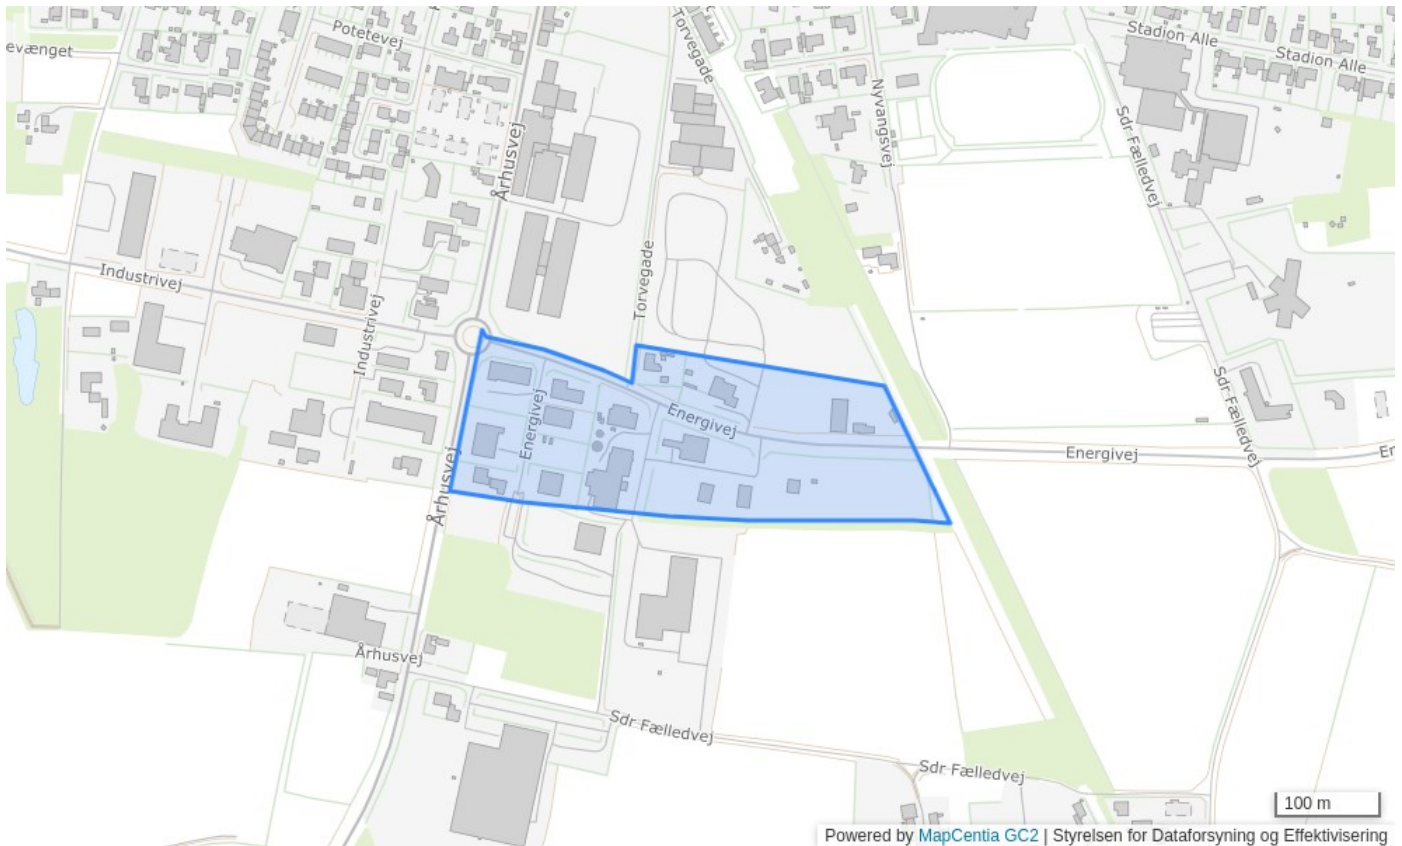 Potetevej
evænget
Torvegade
Stadion Alle
Stadion Alle
Nyvangsvej
Sdr Fælledvej
Århusvej
Industrivej
Torvegade
Industrivej
Sdr Fælledvej
Energivej
Energivej
Århusvej
Energivej
En
Århusvej
Sdr Fælledvej
Sdr Fælledvej
100 m
Powered by MapCentia GC2 | Styrelsen for Dataforsyning og Effektivisering